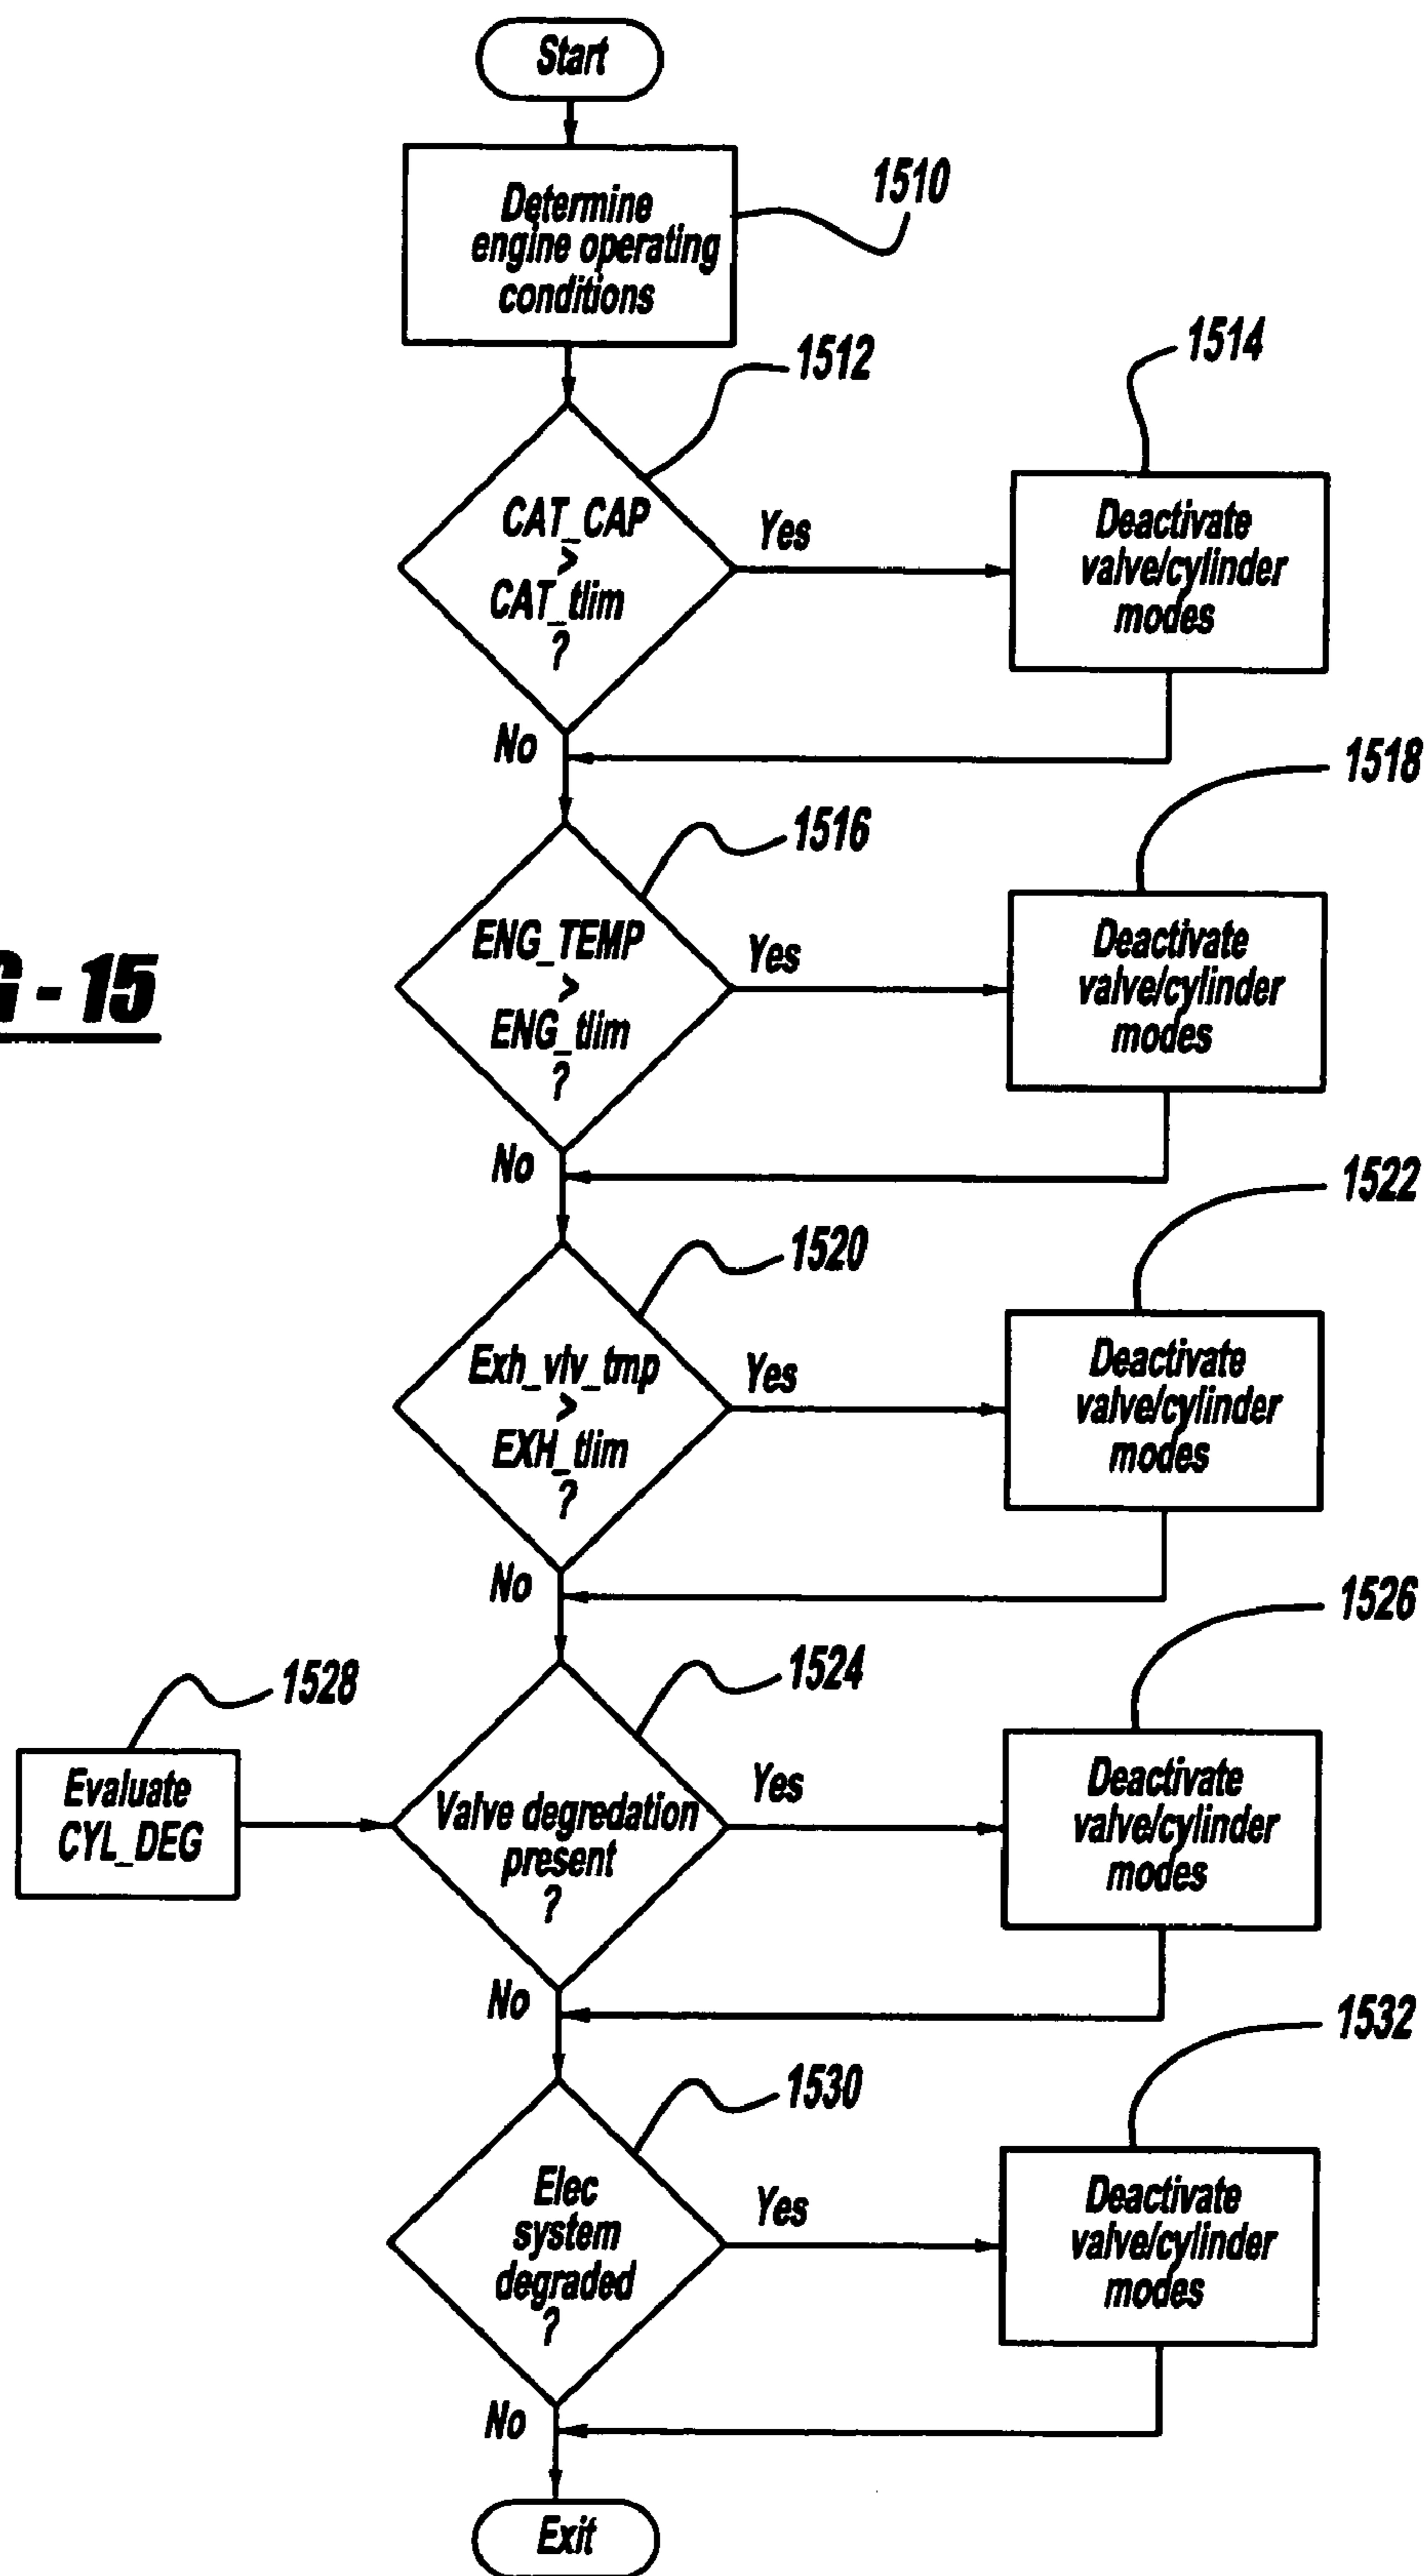 Start
Determine
engine operating
conditions
1510
1512
CAT_CAP
>
CAT_tlim
?
Yes
No
1514
Deactivate
valve/cylinder
modes
1516
ENG_TEMP
>
ENG_tlim
?
Yes
No
1518
Deactivate
valve/cylinder
modes
G - 15
1520
Exh_vlv_tmp
>
EXH_tlim
?
Yes
No
1522
Deactivate
valve/cylinder
modes
1528
Evaluate
CYL_DEG
1524
Valve degredation
present
?
Yes
No
1526
Deactivate
valve/cylinder
modes
1530
Elec
system
degraded
?
Yes
No
1532
Deactivate
valve/cylinder
modes
Exit